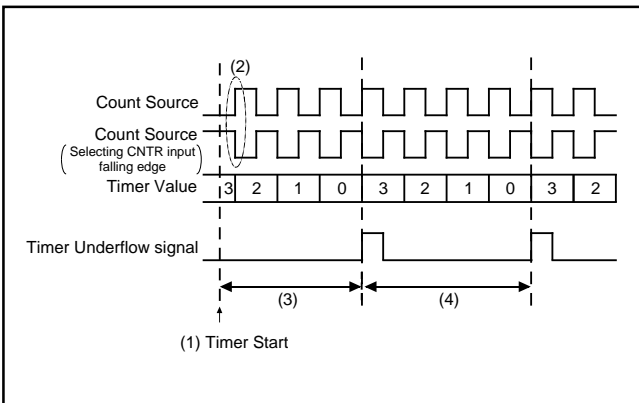 (2)
Count Source
Count Source
( Selecting CNTR input
falling edge )
Timer Value 3 2 1 0 3 2 1 0 3 2
Timer Underflow signal
(3) (4)
(1) Timer Start